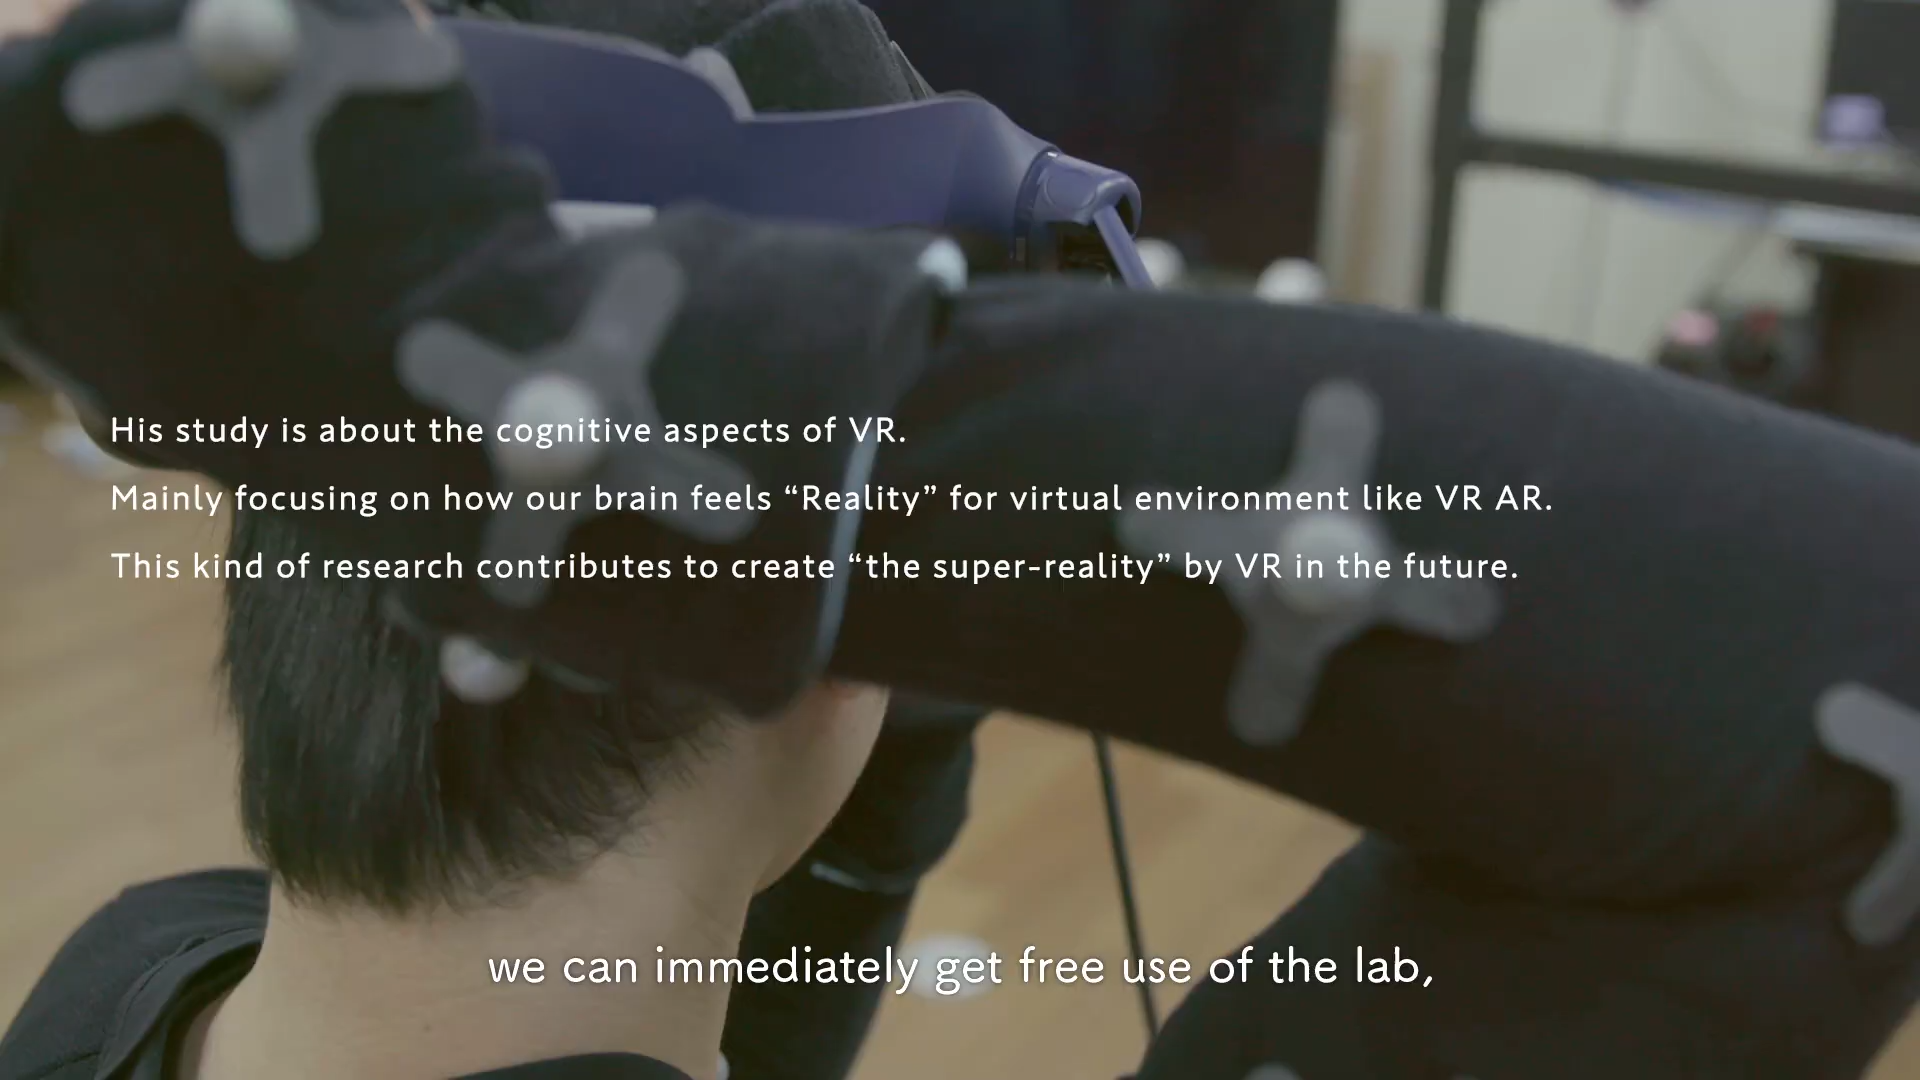 His study is about the cognitive aspects of VR.
Mainly focusing on how our brain feels “Reality” for virtual environment like VR AR.
This kind of research contributes to create “the super-reality” by VR in the future.
we can immediately get free use of the lab,